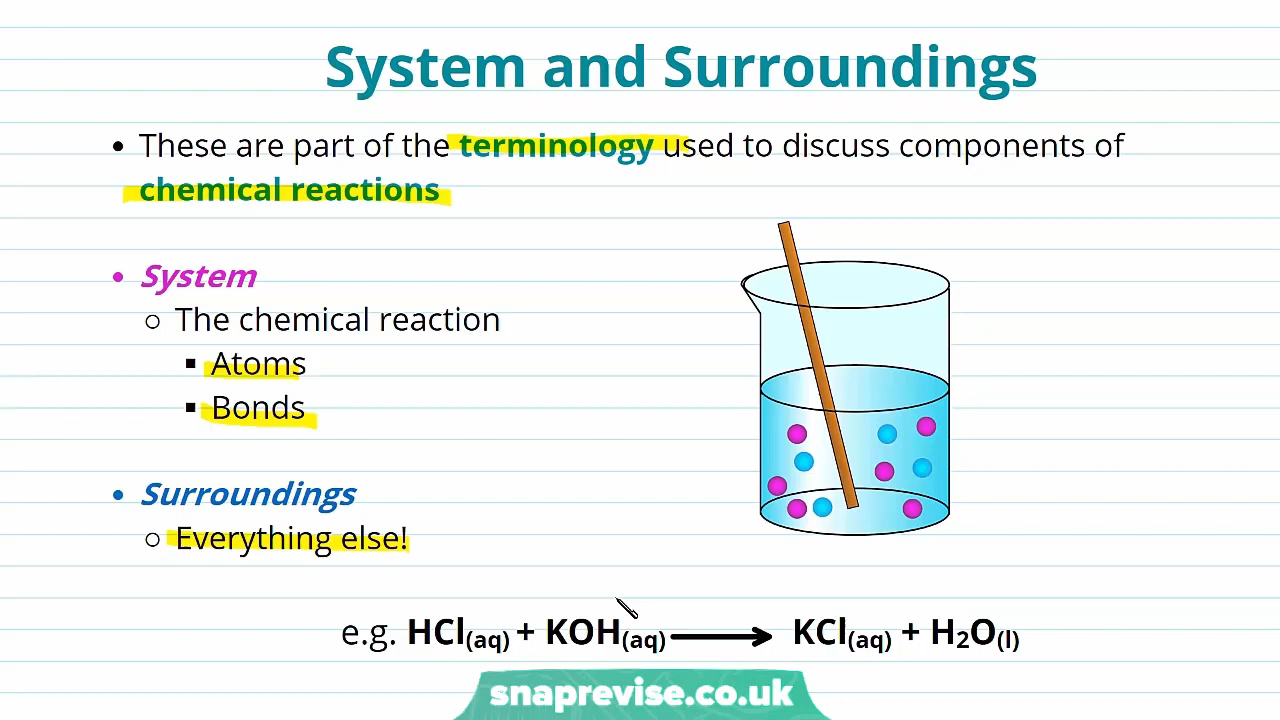 System and Surroundings
• These are part of the terminology used to discuss components of
chemical reactions
• System
○ The chemical reaction
▪ Atoms
▪ Bonds
• Surroundings
○ Everything else!
e.g. HCl(aq) + KOH(aq) ⟶ KCl(aq) + H₂O(l)
snaprevise.co.uk